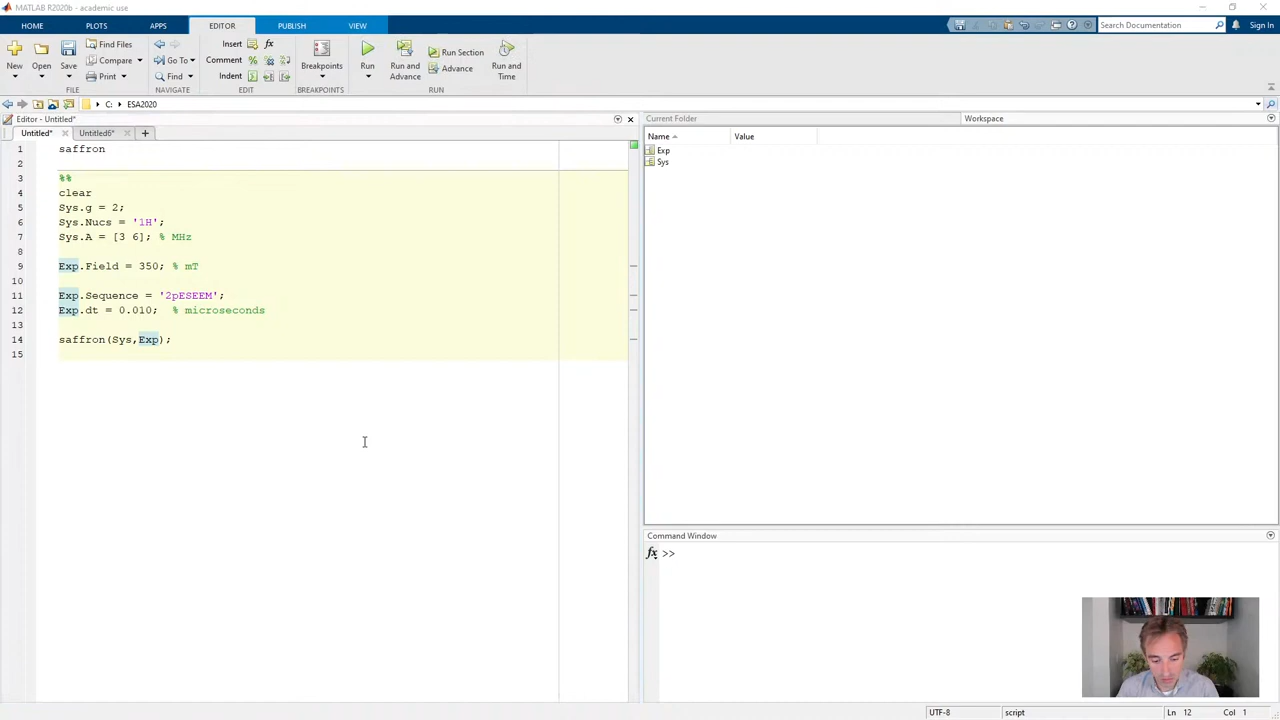 MATLAB R2020b - academic use
HOME PLOTS APPS EDITOR PUBLISH VIEW
Search Documentation
Sign In
New Open Save Find Files Compare Print
Go To Find
Insert fx
Comment
Indent
Breakpoints
Run Run and Advance Run Section Advance Run and Time
FILE NAVIGATE EDIT BREAKPOINTS RUN
C: ESA2020
Editor - Untitled*
Untitled* Untitled6* +
1 saffron
2
3 %%
4 clear
5 Sys.g = 2;
6 Sys.Nucs = '1H';
7 Sys.A = [3 6]; % MHz
8
9 Exp.Field = 350; % mT
10
11 Exp.Sequence = '2pESEEM';
12 Exp.dt = 0.010; % microseconds
13
14 saffron(Sys,Exp);
15
Current Folder Workspace
Name Value
Exp
Sys
Command Window
fx >>
UTF-8 script Ln 12 Col 1